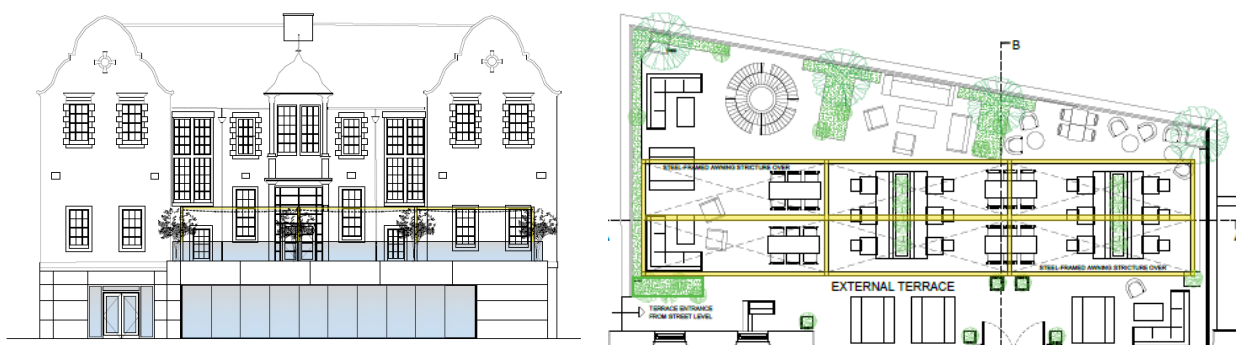 B
STEEL-FRAMED AWNING STRICTURE OVER
A
STEEL-FRAMED AWNING STRICTURE OVER
EXTERNAL TERRACE
TERRACE ENTRANCE
FROM STREET LEVEL